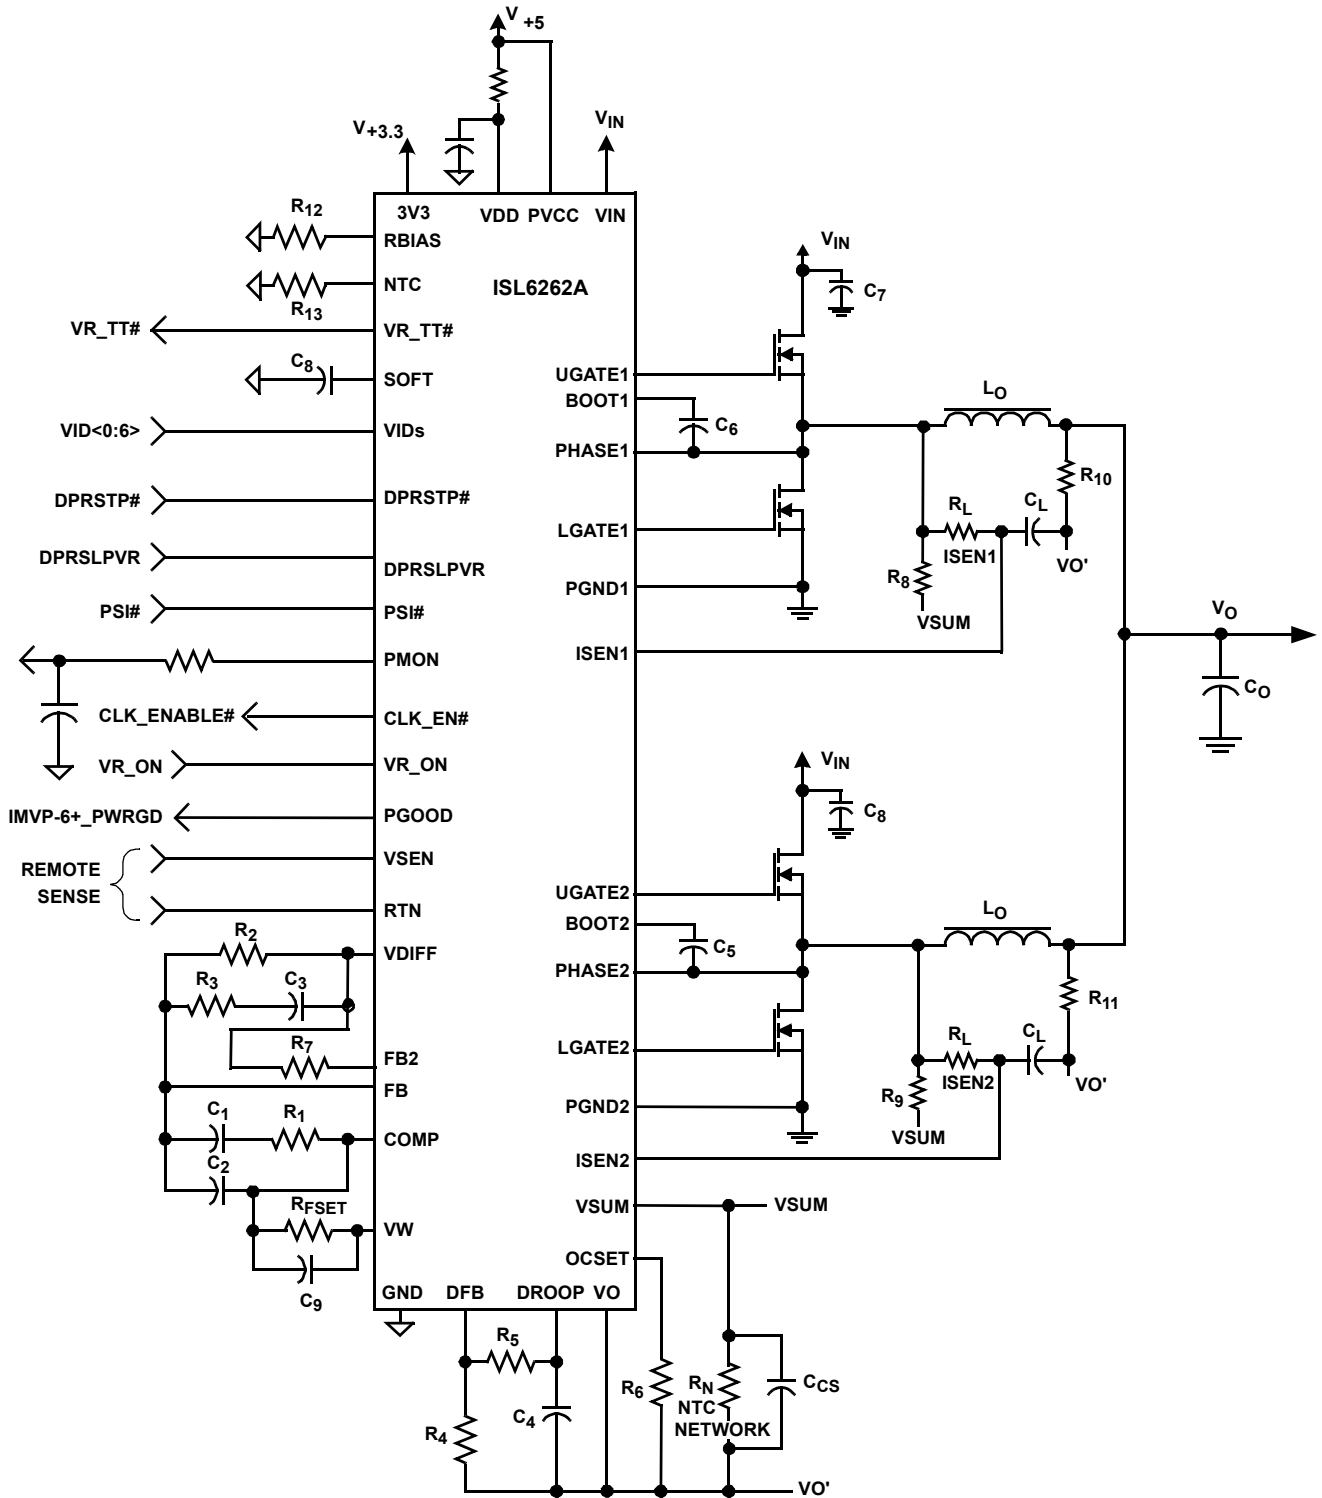 V +5
V+3.3
VIN
3V3
VDD PVCC VIN
R12
RBIAS
ISL6262A
NTC
R13
VR_TT#
VR_TT#
C8
SOFT
VID<0:6>
VIDs
DPRSTP#
DPRSTP#
DPRSLPVR
DPRSLPVR
PSI#
PSI#
PMON
CLK_ENABLE#
CLK_EN#
VR_ON
VR_ON
IMVP-6+_PWRGD
PGOOD
REMOTE
SENSE
VSEN
RTN
R2
VDIFF
R3
C3
R7
FB2
FB
C1
R1
COMP
C2
RFSET
VW
C9
GND
DFB
DROOP
VO
R5
R4
C4
R6
RN
NTC
NETWORK
CCS
VO'
UGATE1
BOOT1
C6
PHASE1
LGATE1
PGND1
ISEN1
VIN
C7
LO
R10
RL
CL
ISEN1
VO'
R8
VSUM
VO
CO
VIN
C8
UGATE2
BOOT2
C5
PHASE2
LGATE2
PGND2
ISEN2
LO
R11
RL
CL
ISEN2
VO'
R9
VSUM
VSUM
VSUM
OCSET